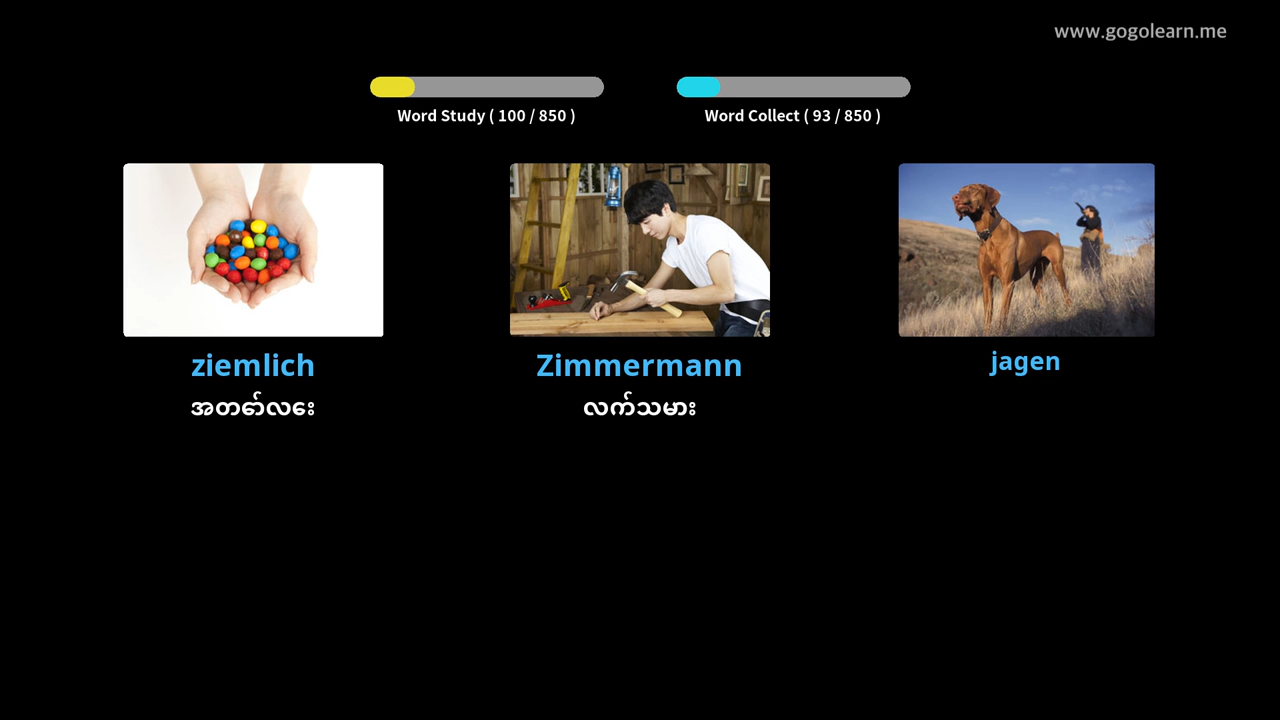 www.gogolearn.me
Word Study ( 100 / 850 )
Word Collect ( 93 / 850 )
ziemlich
Zimmermann
jagen
အတော်လေး
လက်သမား